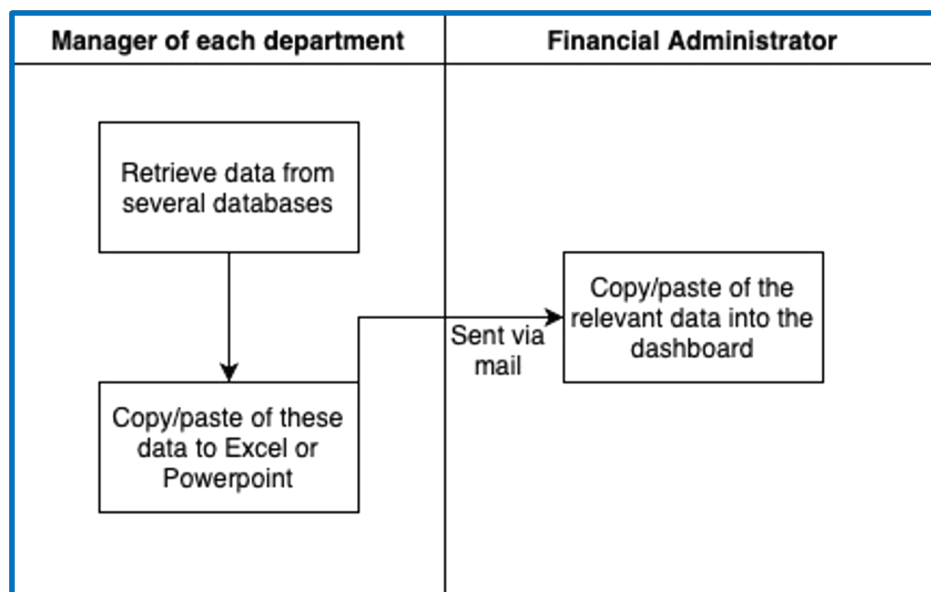 Manager of each department
Financial Administrator
Retrieve data from
several databases
Copy/paste of these
data to Excel or
Powerpoint
Sent via
mail
Copy/paste of the
relevant data into the
dashboard